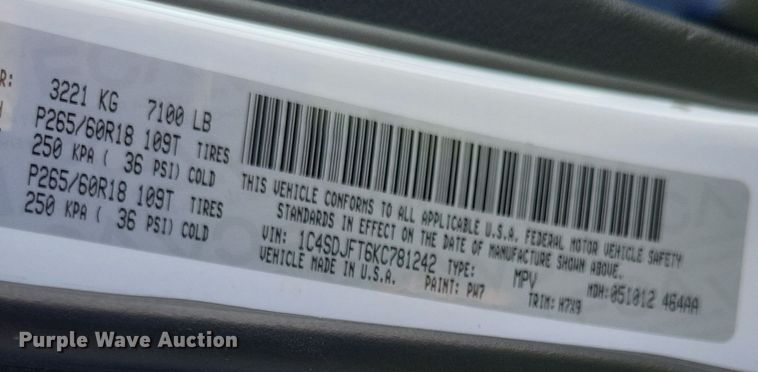 R:
3221 KG 7100 LB
P265/60R18 109T TIRES
250 KPA ( 36 PSI) COLD
P265/60R18 109T TIRES
250 KPA ( 36 PSI) COLD
THIS VEHICLE CONFORMS TO ALL APPLICABLE U.S.A. FEDERAL MOTOR VEHICLE SAFETY
STANDARDS IN EFFECT ON THE DATE OF MANUFACTURE SHOWN ABOVE.
VIN: 1C4SDJFT6KC781242 TYPE: MPV MDH:051012 464AA
VEHICLE MADE IN U.S.A. PAINT: PW7 TRIM: H7X9
Purple Wave Auction